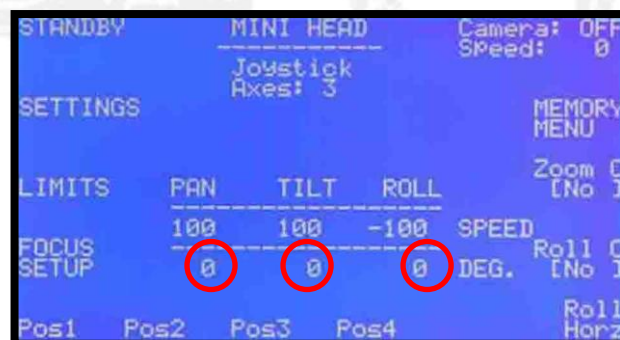 STANDBY MINI HEAD Camera: OFF
Speed: 0
Joystick
Axes: 3
SETTINGS MEMORY
MENU
Zoom
LIMITS PAN TILT ROLL [No
100 100 -100 SPEED
FOCUS Roll
SETUP 0 0 0 DEG. [No
Roll
Pos1 Pos2 Pos3 Pos4 Horz